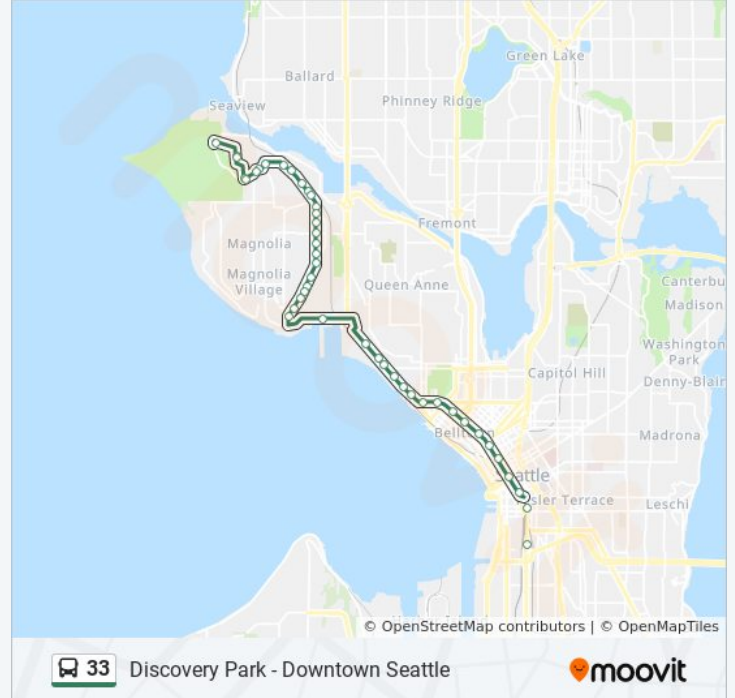 Green Lake
Ballard
Phinney Ridge
Seaview
Fremont
Magnolia
Magnolia
Village
Queen Anne
Canterbu
Madison
Washington
Park
Capitol Hill
Denny-Blair
Madrona
Seattle
Leschi
© OpenStreetMap contributors | © OpenMapTiles
33 Discovery Park - Downtown Seattle
moovit